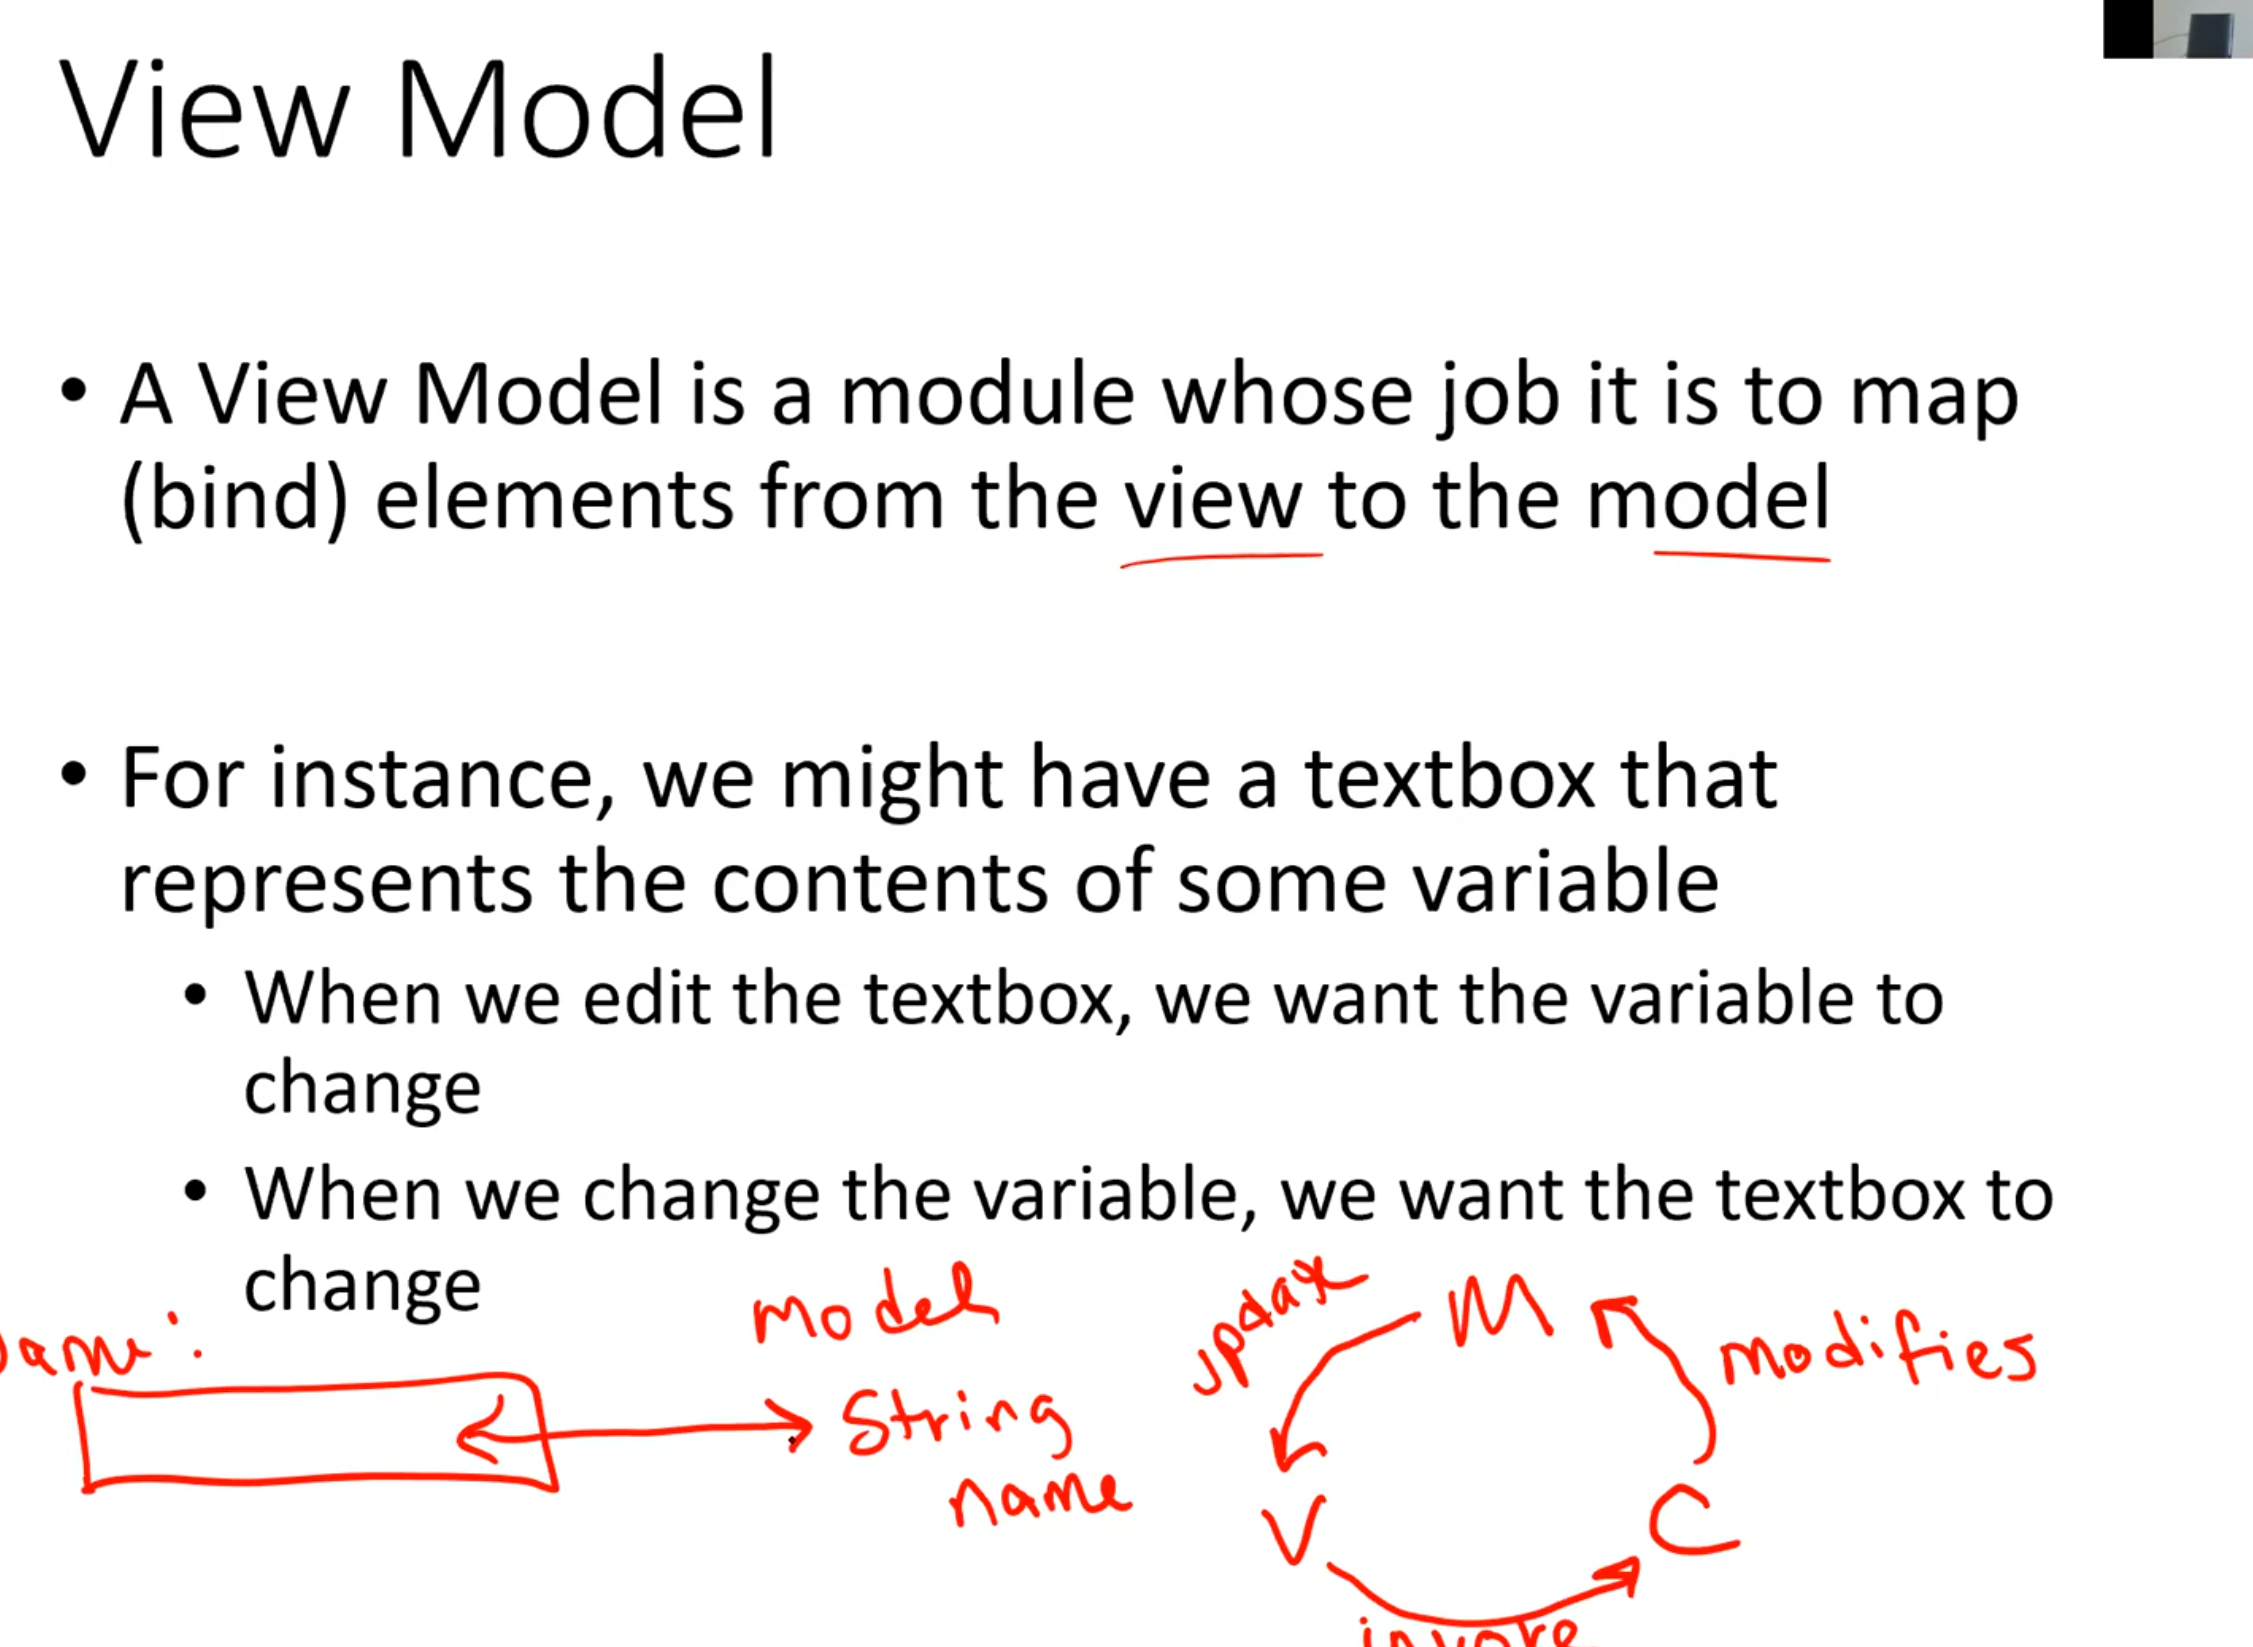 View Model
• A View Model is a module whose job it is to map
(bind) elements from the view to the model
• For instance, we might have a textbox that
represents the contents of some variable
• When we edit the textbox, we want the variable to
change
• When we change the variable, we want the textbox to
change
ame:
Model
String
name
update
M
modifies
V
C